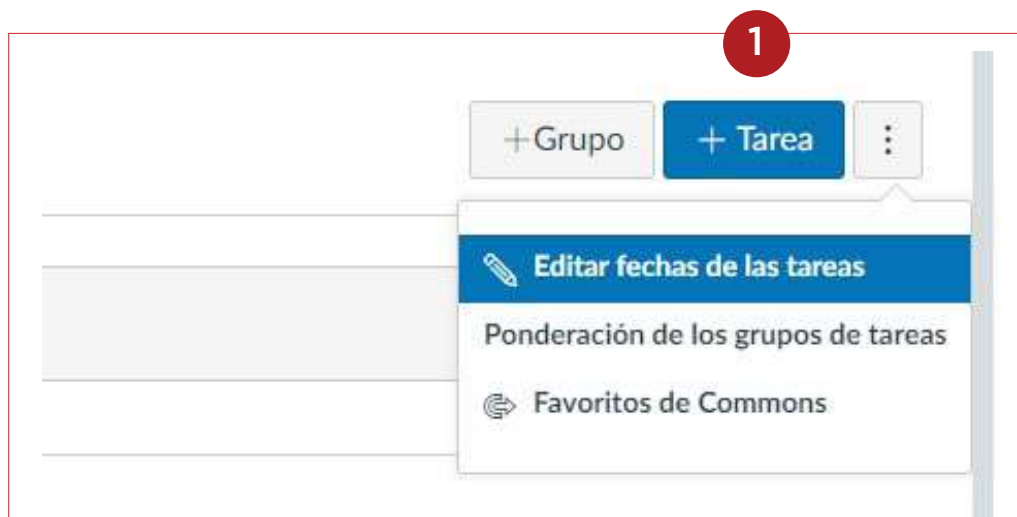 1
+Grupo
+ Tarea
Editar fechas de las tareas
Ponderación de los grupos de tareas
Favoritos de Commons